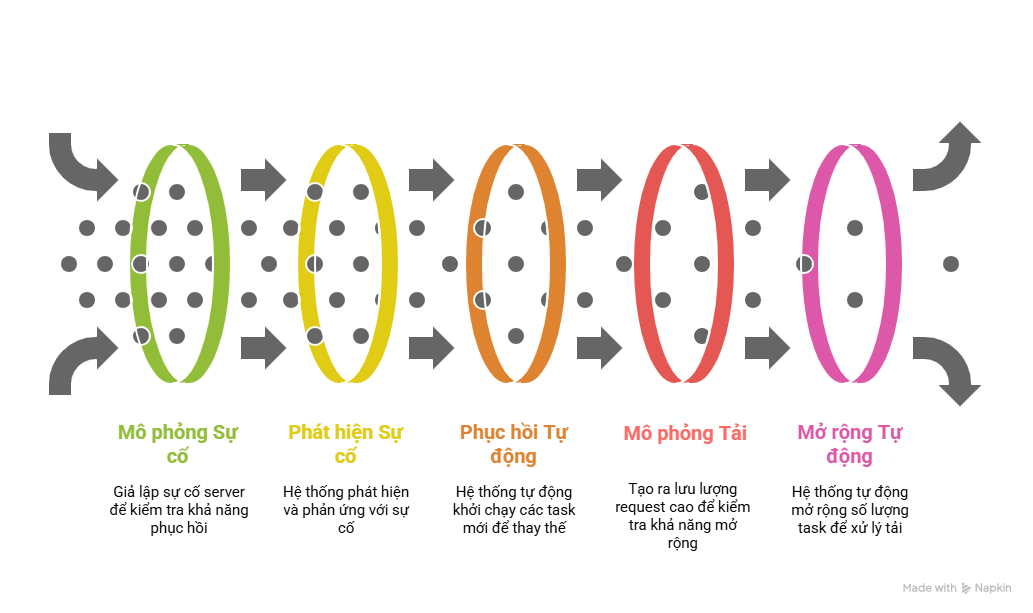 Mô phỏng Sự
cố
Giả lập sự cố server
để kiểm tra khả năng
phục hồi
Phát hiện Sự
cố
Hệ thống phát hiện
và phản ứng với sự
cố
Phục hồi Tự
động
Hệ thống tự động
khởi chạy các task
mới để thay thế
Mô phỏng Tải
Tạo ra lưu lượng
request cao để kiểm
tra khả năng mở
rộng
Mở rộng Tự
động
Hệ thống tự động
mở rộng số lượng
task để xử lý tải
Made with Napkin